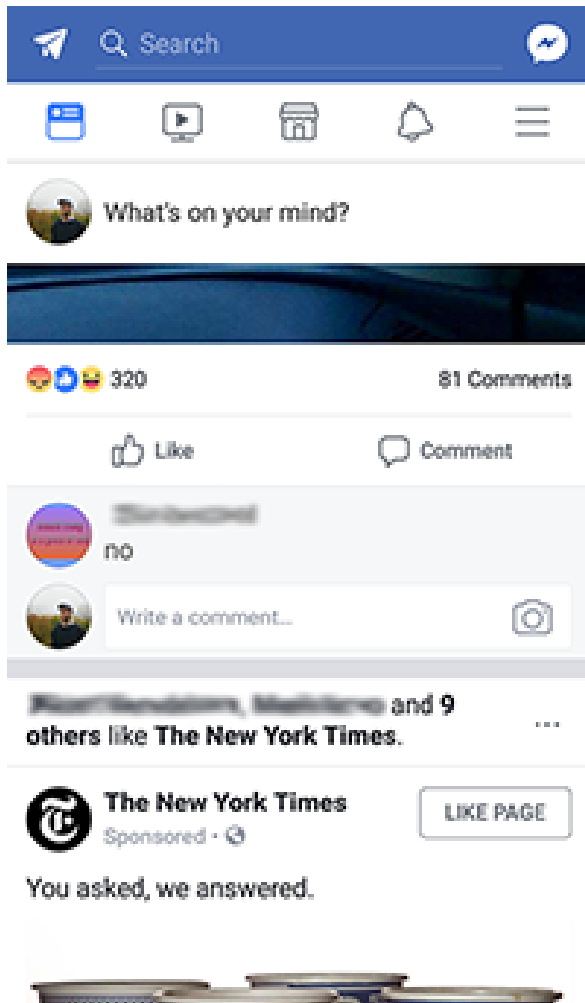 Search
What's on your mind?
320
81 Comments
Like
Comment
no
Write a comment...
and 9
others like The New York Times.
The New York Times
LIKE PAGE
Sponsored ·
You asked, we answered.